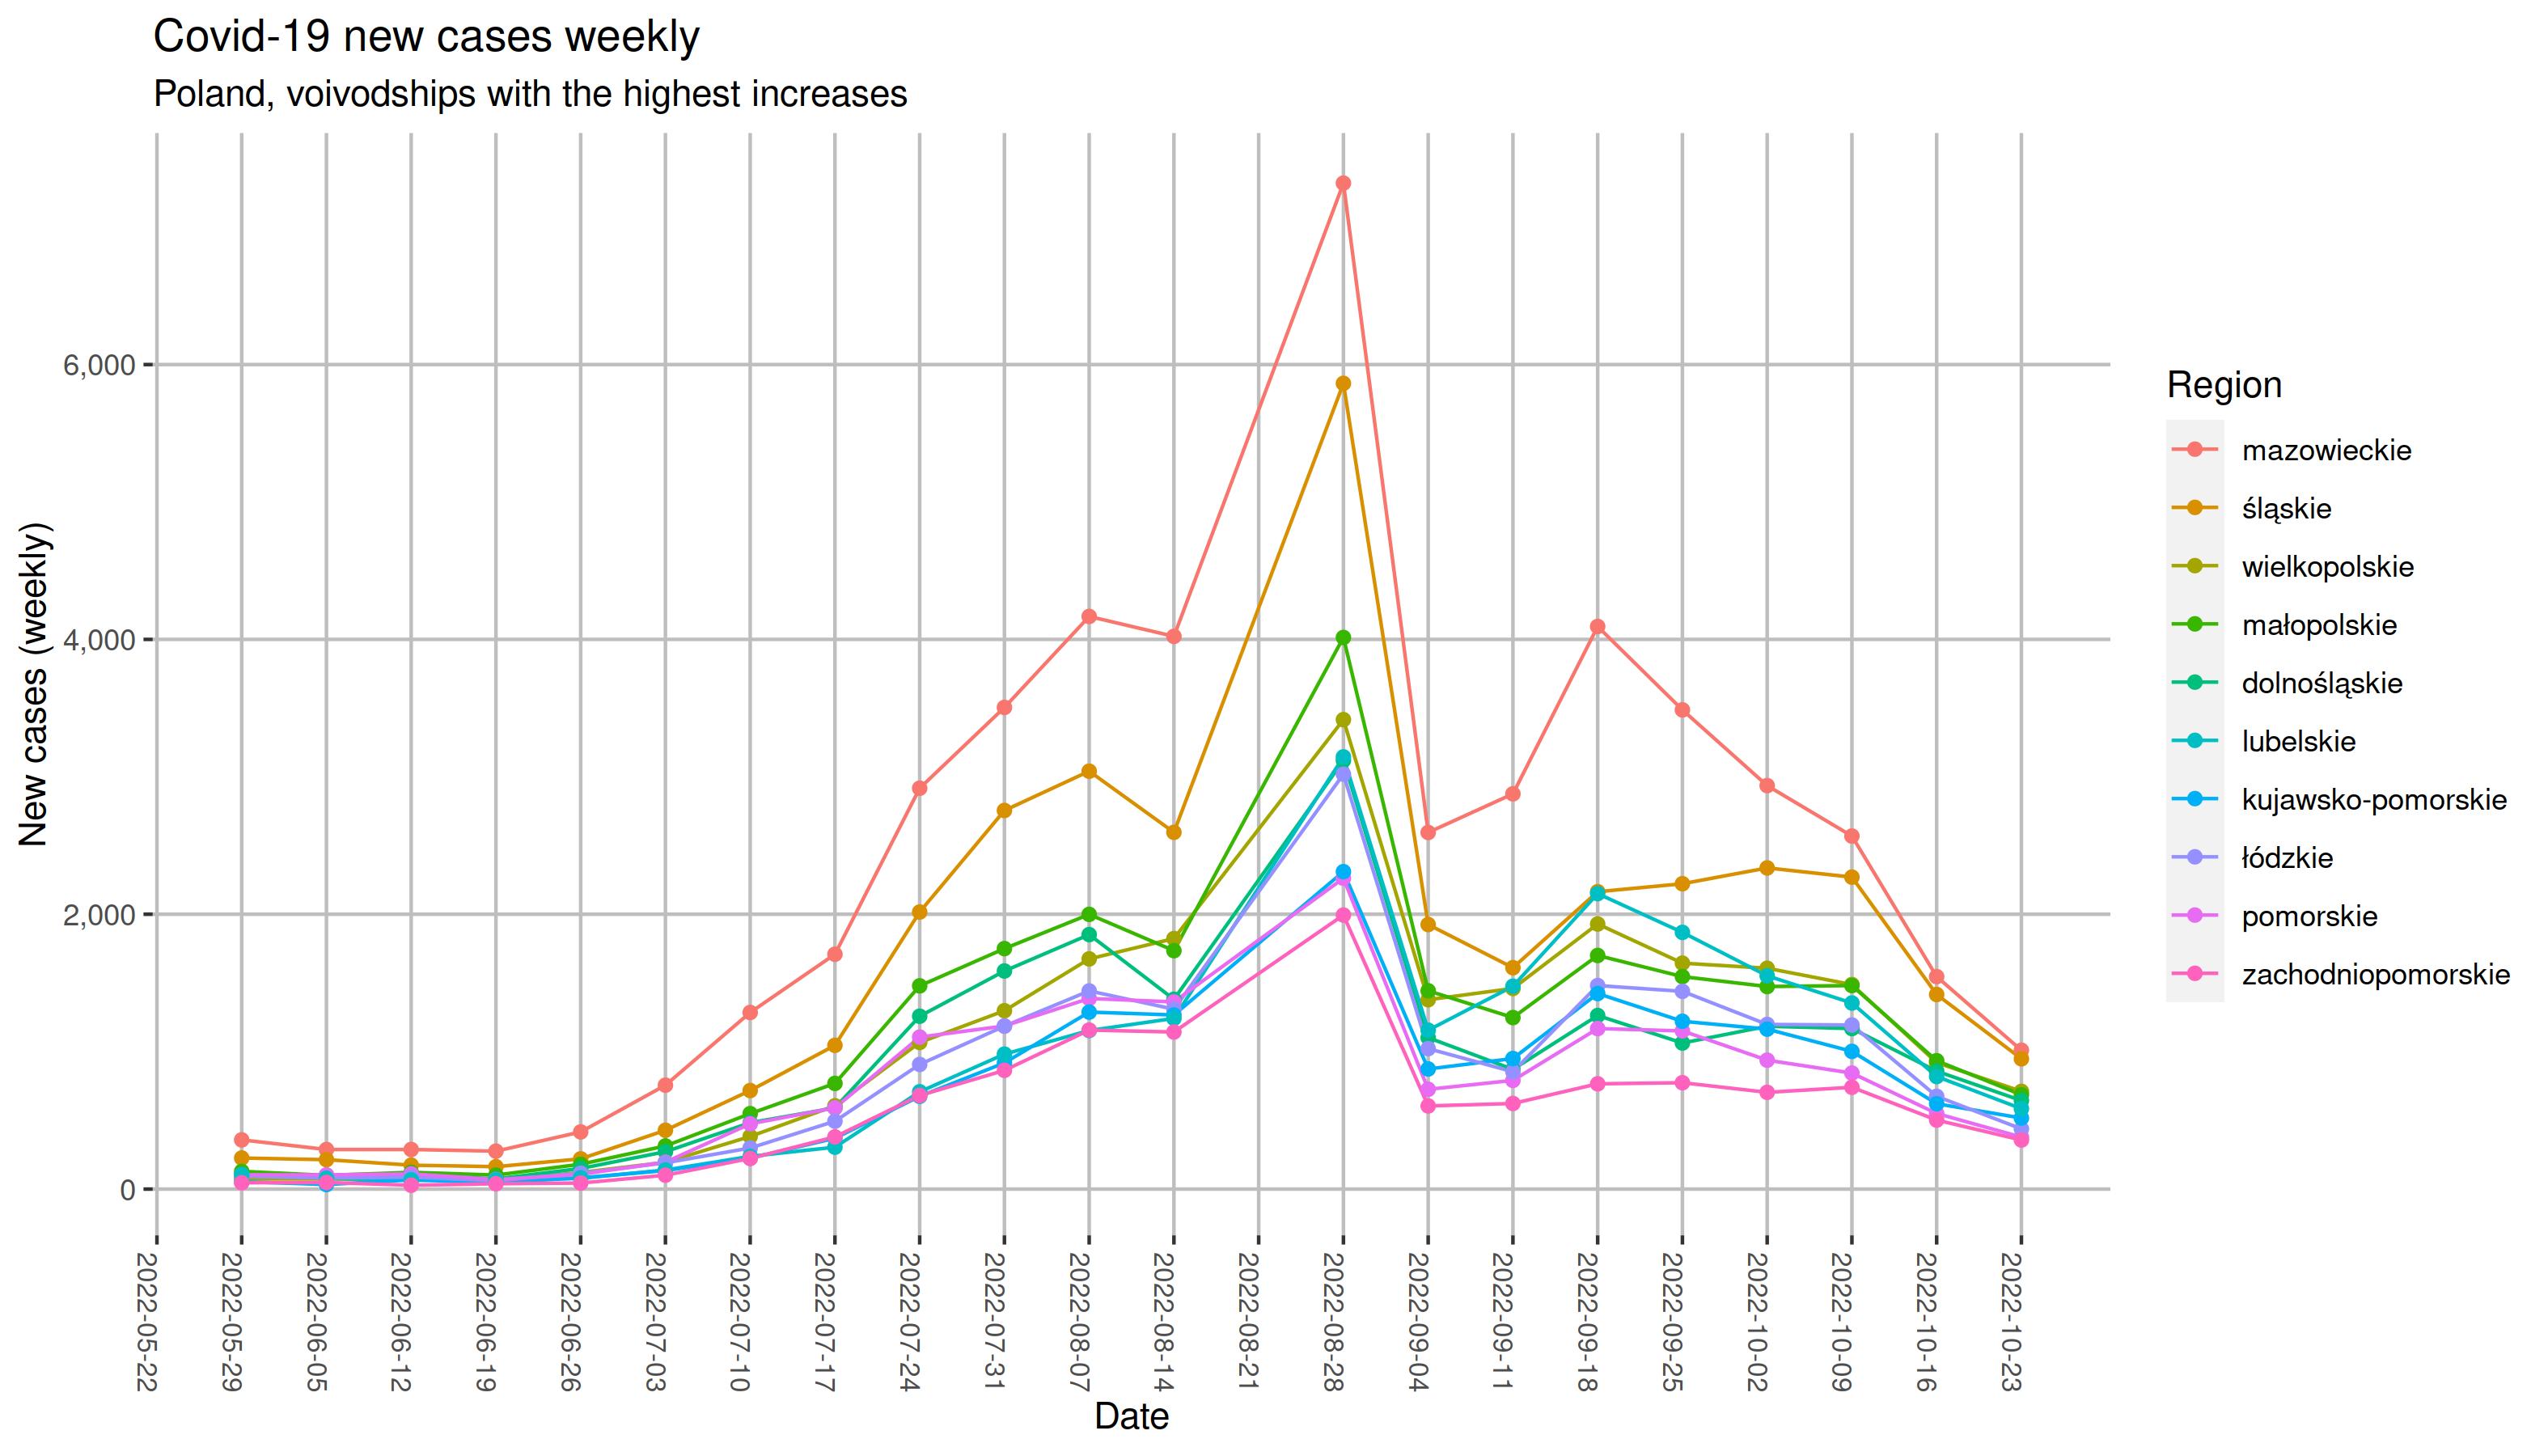 Covid-19 new cases weekly
Poland, voivodships with the highest increases
New cases (weekly)
6,000
4,000
2,000
0
2022-05-22
2022-05-29
2022-06-05
2022-06-12
2022-06-19
2022-06-26
2022-07-03
2022-07-10
2022-07-17
2022-07-24
2022-07-31
2022-08-07
2022-08-14
2022-08-21
2022-08-28
2022-09-04
2022-09-11
2022-09-18
2022-09-25
2022-10-02
2022-10-09
2022-10-16
2022-10-23
Date
Region
mazowieckie
śląskie
wielkopolskie
małopolskie
dolnośląskie
lubelskie
kujawsko-pomorskie
łódzkie
pomorskie
zachodniopomorskie